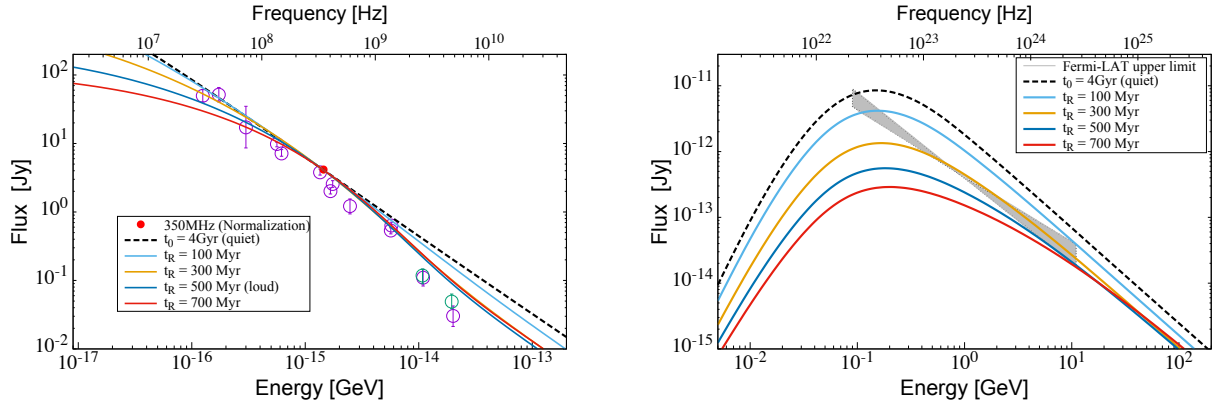 Frequency [Hz]
10^7 10^8 10^9 10^10
10^2
10^1
10^0
10^-1
10^-2
Flux [Jy]
350MHz (Normalization)
t_0 = 4Gyr (quiet)
t_R = 100 Myr
t_R = 300 Myr
t_R = 500 Myr (loud)
t_R = 700 Myr
10^-17 10^-16 10^-15 10^-14 10^-13
Energy [GeV]
Frequency [Hz]
10^22 10^23 10^24 10^25
10^-11
10^-12
10^-13
10^-14
10^-15
Flux [Jy]
Fermi-LAT upper limit
t_0 = 4Gyr (quiet)
t_R = 100 Myr
t_R = 300 Myr
t_R = 500 Myr
t_R = 700 Myr
10^-2 10^-1 10^0 10^1 10^2
Energy [GeV]